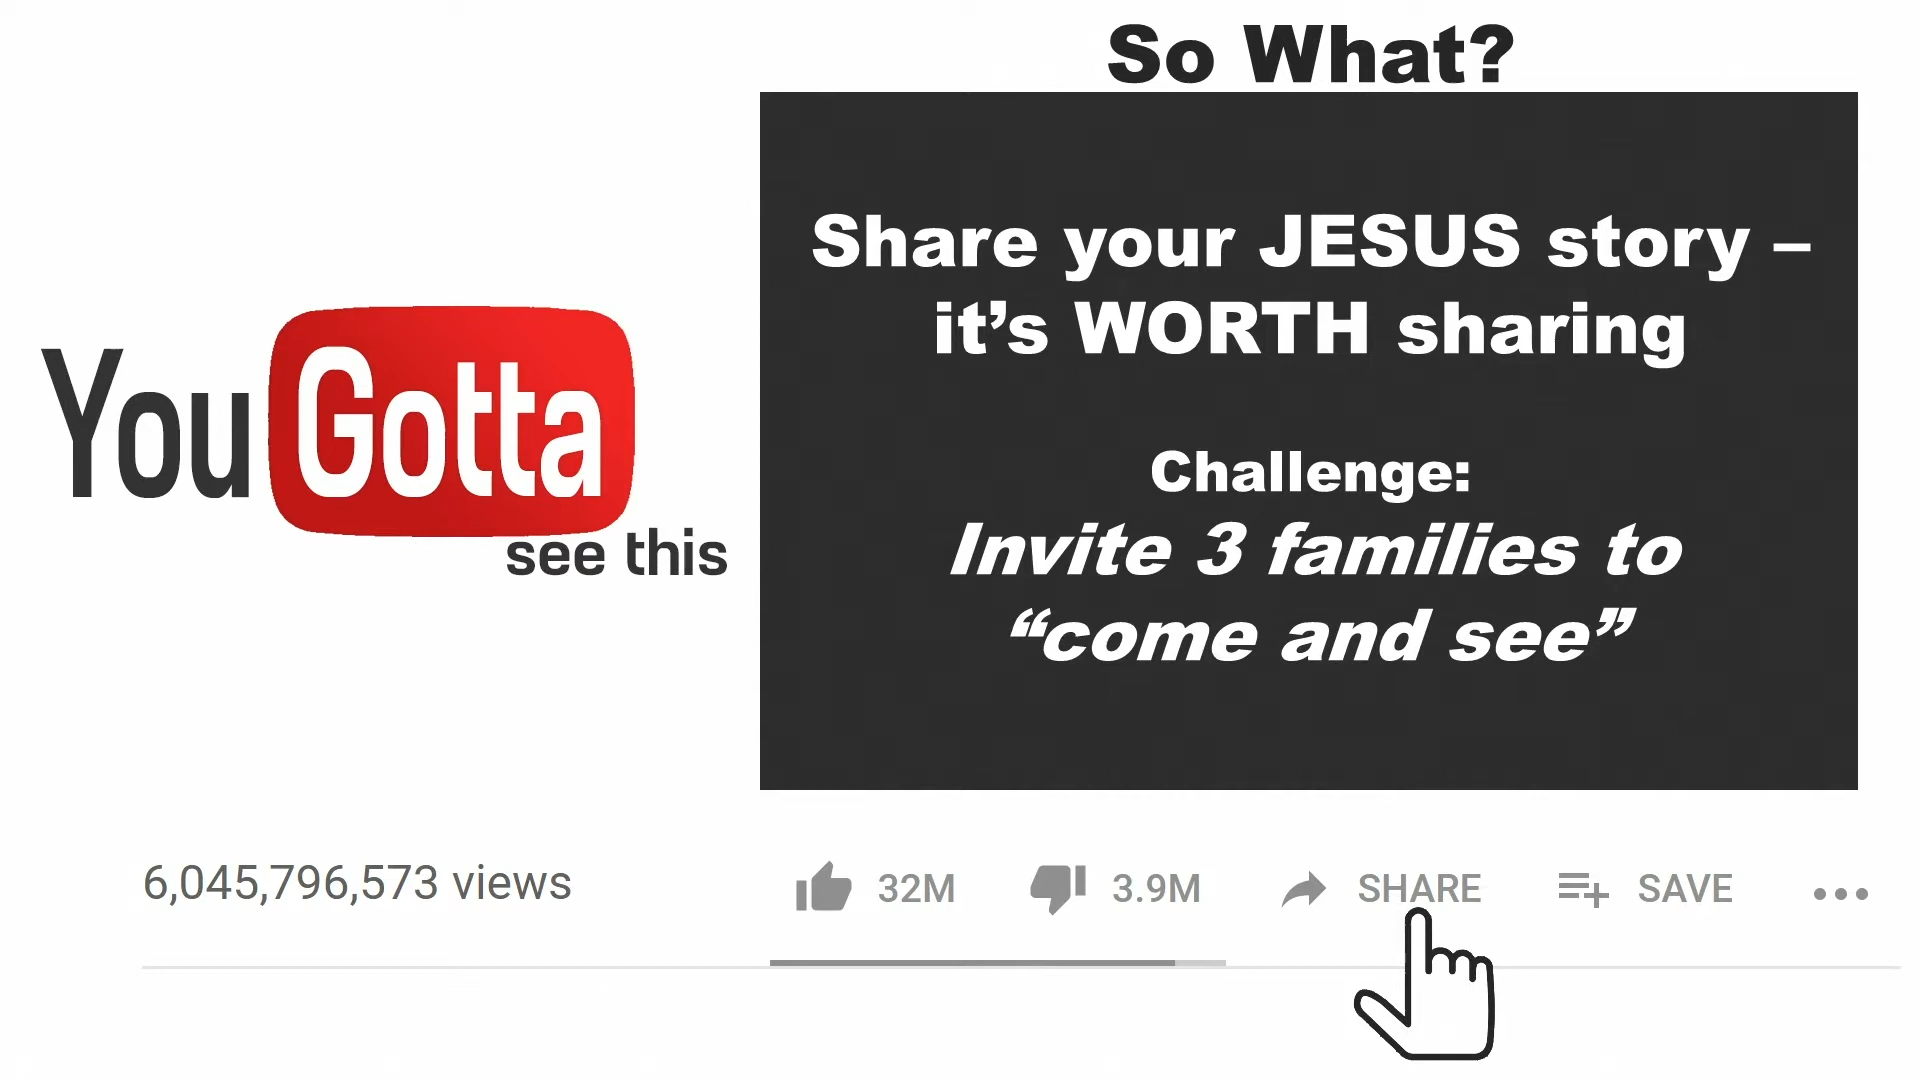 So What?
Share your JESUS story –
it’s WORTH sharing
Challenge:
Invite 3 families to
“come and see”
You Gotta
see this
6,045,796,573 views
32M 3.9M SHARE SAVE